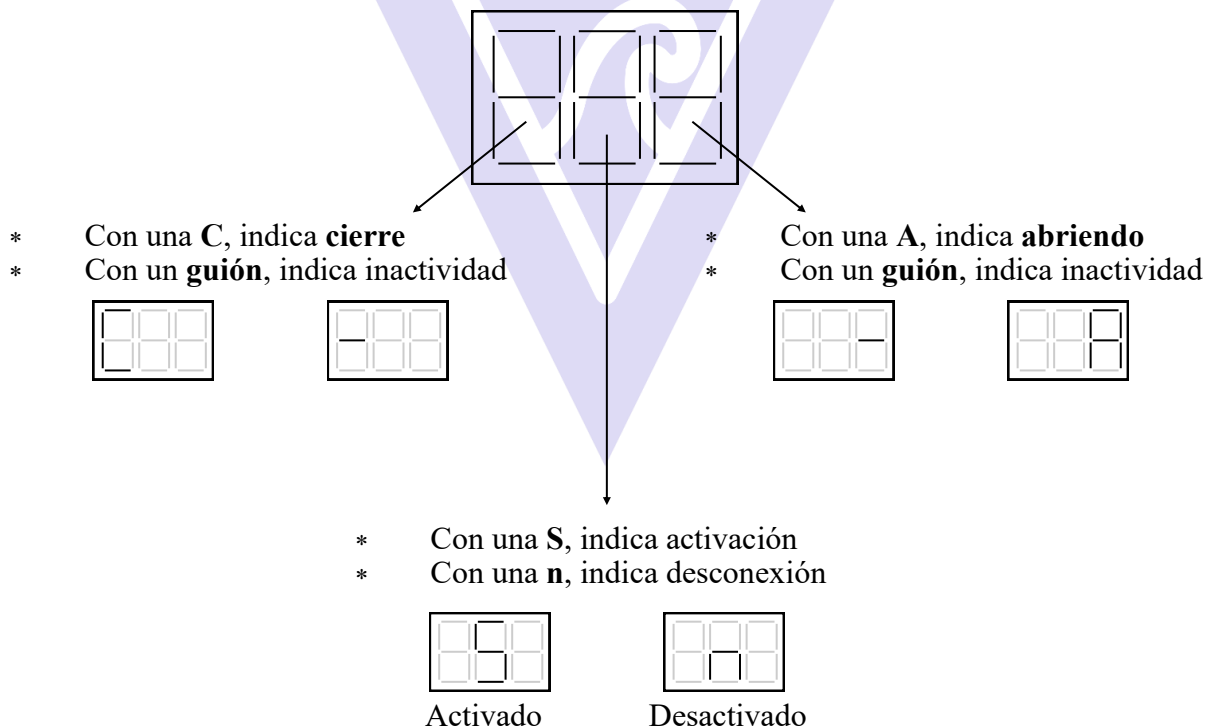 * Con una C, indica cierre
* Con un guión, indica inactividad
* Con una A, indica abriendo
* Con un guión, indica inactividad
C
-
-
A
* Con una S, indica activación
* Con una n, indica desconexión
S
n
Activado
Desactivado